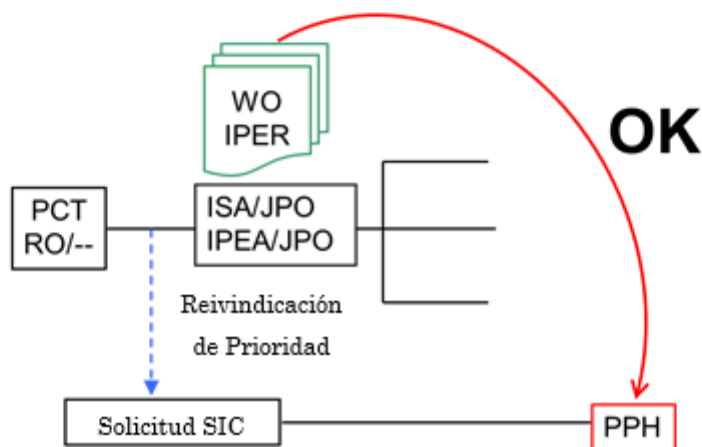 WO
IPER
OK
PCT
RO/--
ISA/JPO
IPEA/JPO
Reivindicación
de Prioridad
Solicitud SIC
PPH